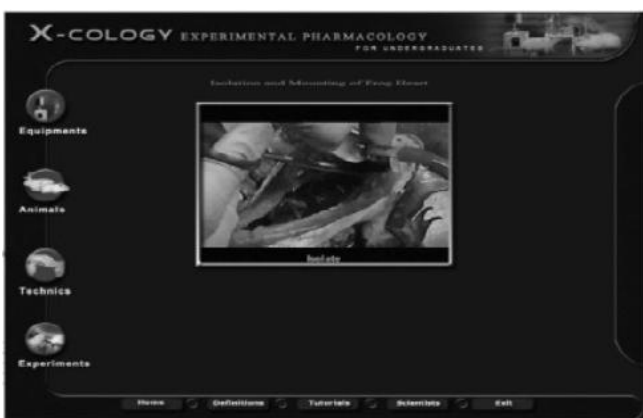 X-COLOGY EXPERIMENTAL PHARMACOLOGY
FOR UNDERGRADUATES
Isolation and Mounting of Frog Heart
Equipments
Animals
Technics
Experiments
Isolate
Home Definitions Tutorials Scientists Exit